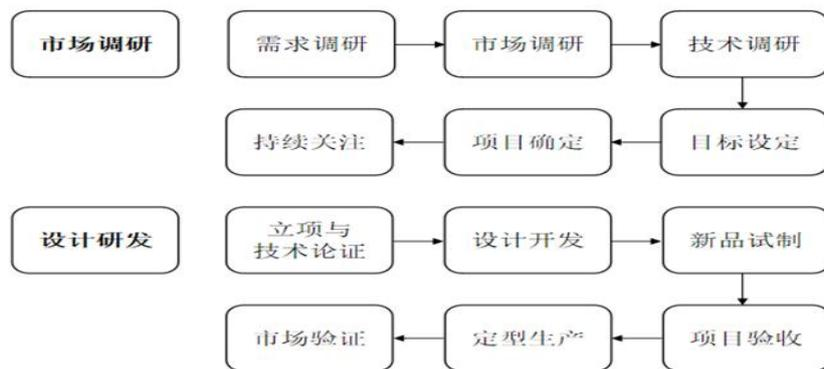 市场调研
需求调研
市场调研
技术调研
持续关注
项目确定
目标设定
设计研发
立项与
技术论证
设计开发
新品试制
市场验证
定型生产
项目验收